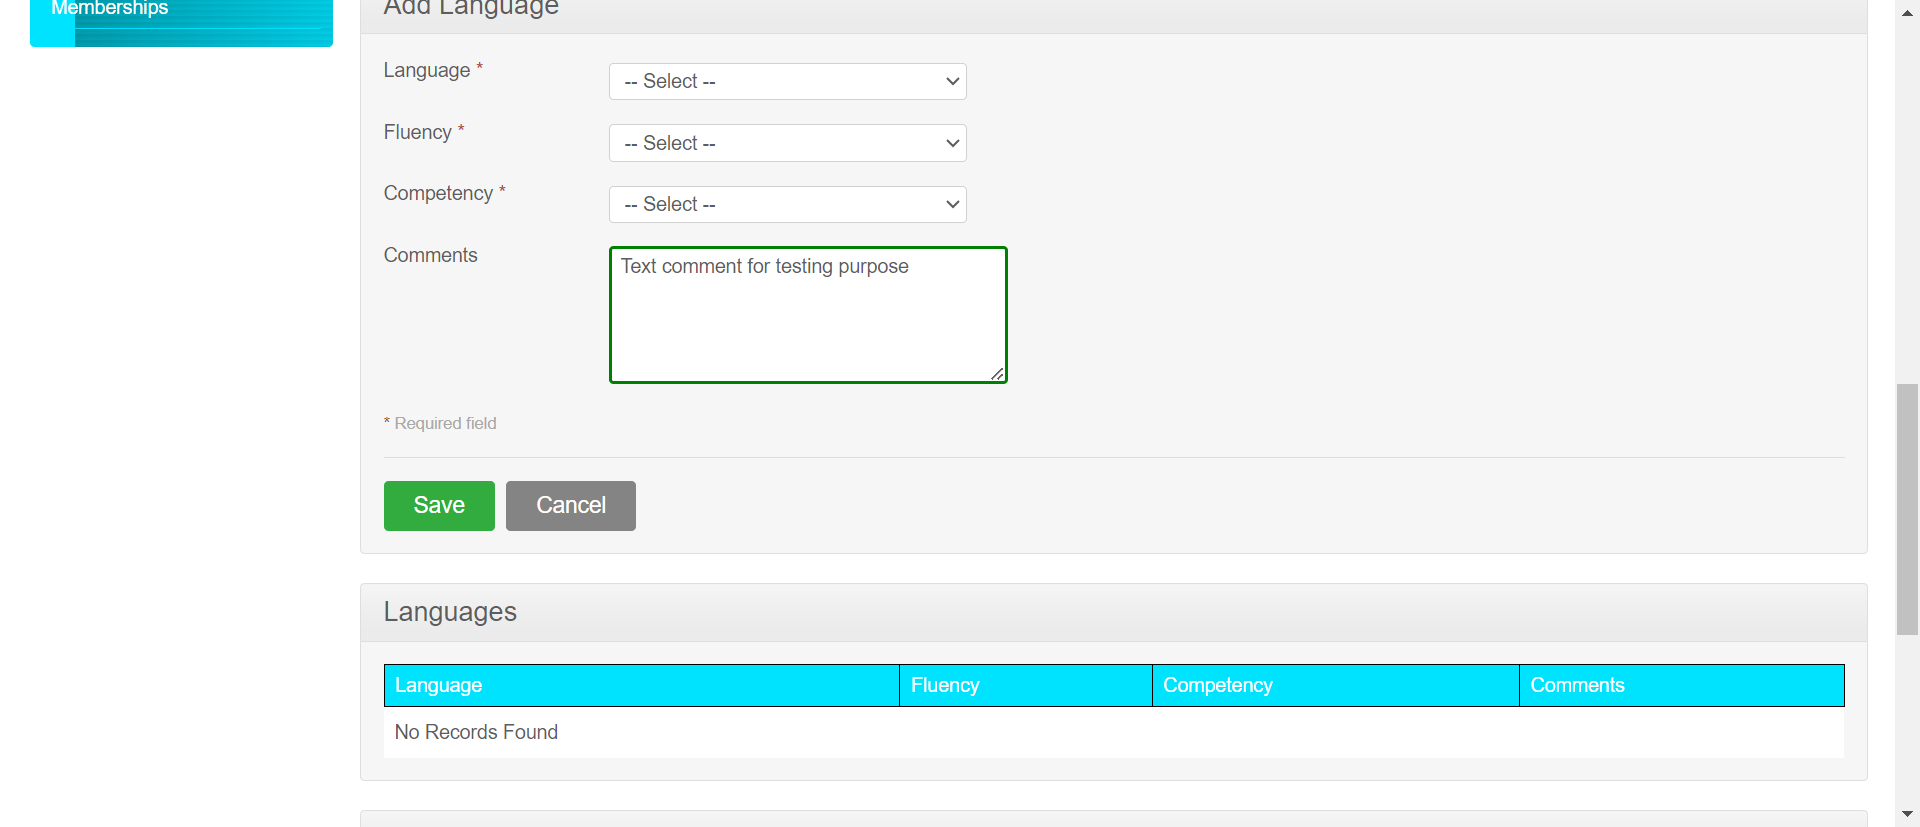 Memberships
Add Language
Language *
-- Select --
Fluency *
-- Select --
Competency *
-- Select --
Comments
Text comment for testing purpose
* Required field
Save Cancel
Languages
Language Fluency Competency Comments
No Records Found